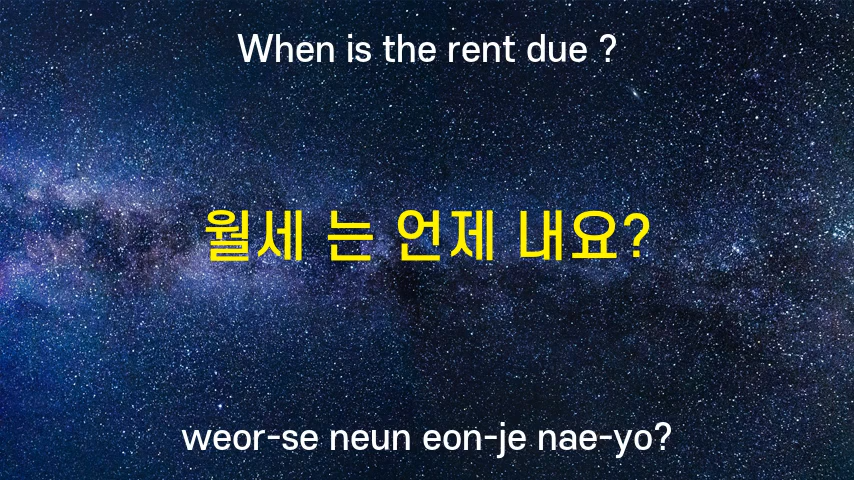 When is the rent due ?
월세 는 언제 내요?
weor-se neun eon-je nae-yo?